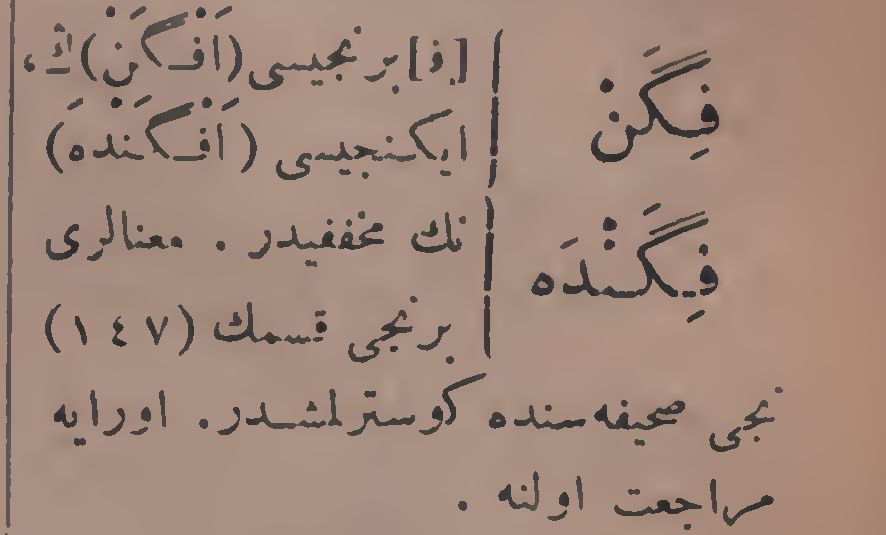 فِگَنْ
فِگَنْدَه
[ف] برنجیسی (اَفْگَنْ) ڭ،
ایكنجیسی (اَفْگَنْدَه)
نك مخففیدر . معنالری
برنجی قسمك (١٤٧)
نجی صحیفه‌سنده كوسترلمشدر. اورایه
مراجعت اولنه .